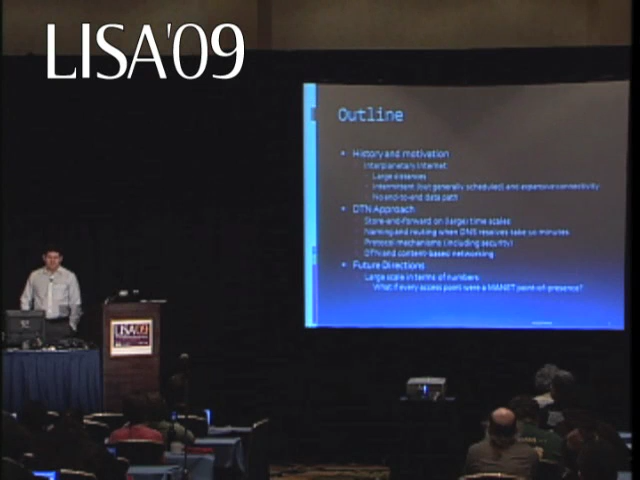 LISA'09
Outline
History and motivation
Interplanetary Internet
Large distances
Intermittent (but generally scheduled) and expensive connectivity
No end-to-end data path
DTN Approach
Store-and-forward on (large) time scales
Naming and routing when DNS resolves take 10 minutes
Protocol mechanisms (including security)
DTN and content-based networking
Future Directions
Large scale in terms of numbers
What if every access point were a MANET point-of-presence?
LISA'09